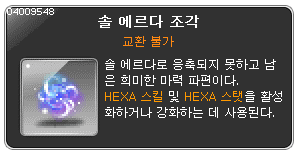 04009548
솔 에르다 조각
교환 불가
솔 에르다로 응축되지 못하고 남
은 희미한 마력 파편이다.
HEXA 스킬 및 HEXA 스탯을 활성
화하거나 강화하는 데 사용된다.